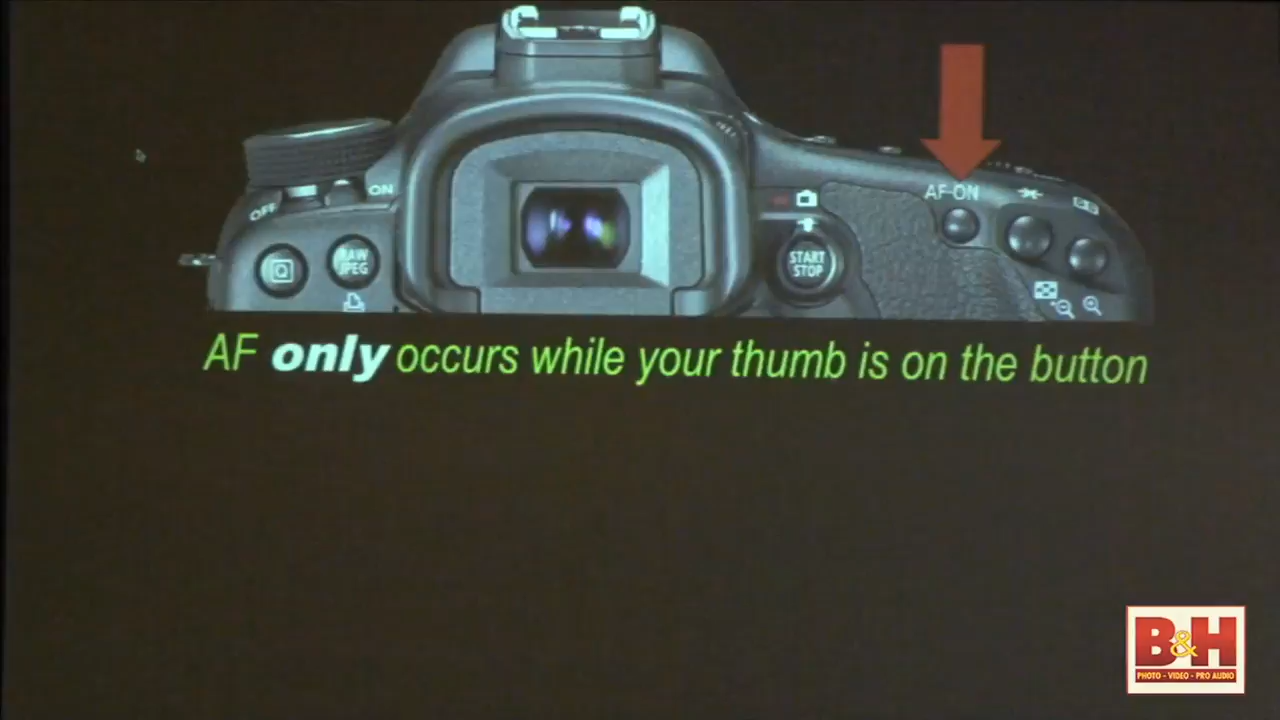 AF-ON
ON
OFF
RAW
JPEG
Q
START
STOP
AF only occurs while your thumb is on the button
B&H
PHOTO - VIDEO - PRO AUDIO